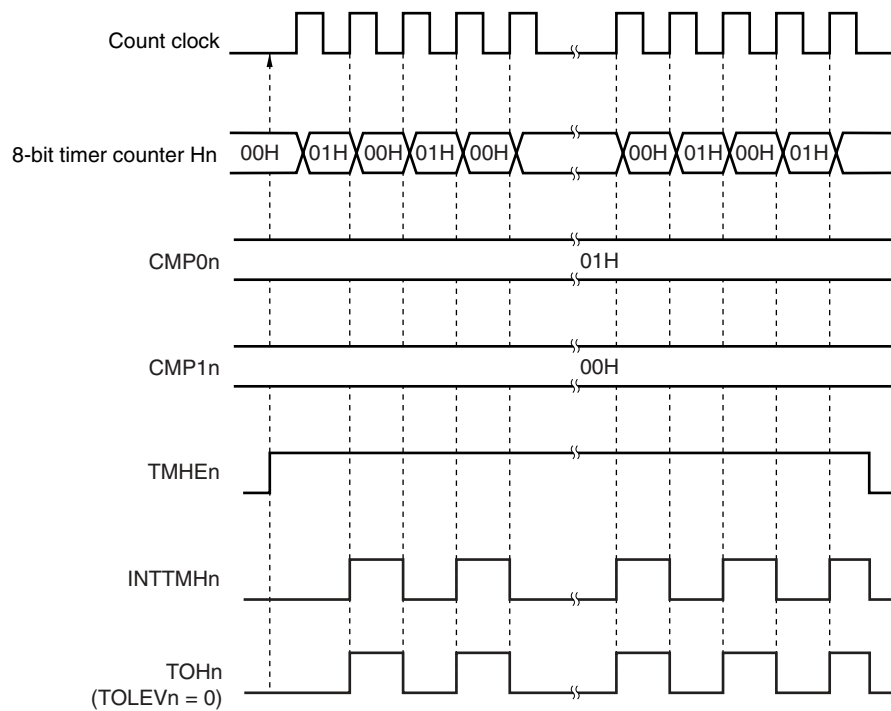 Count clock
8-bit timer counter Hn 00H 01H 00H 01H 00H 00H 01H 00H 01H
CMP0n 01H
CMP1n 00H
TMHEn
INTTMHn
TOHn
(TOLEVn = 0)